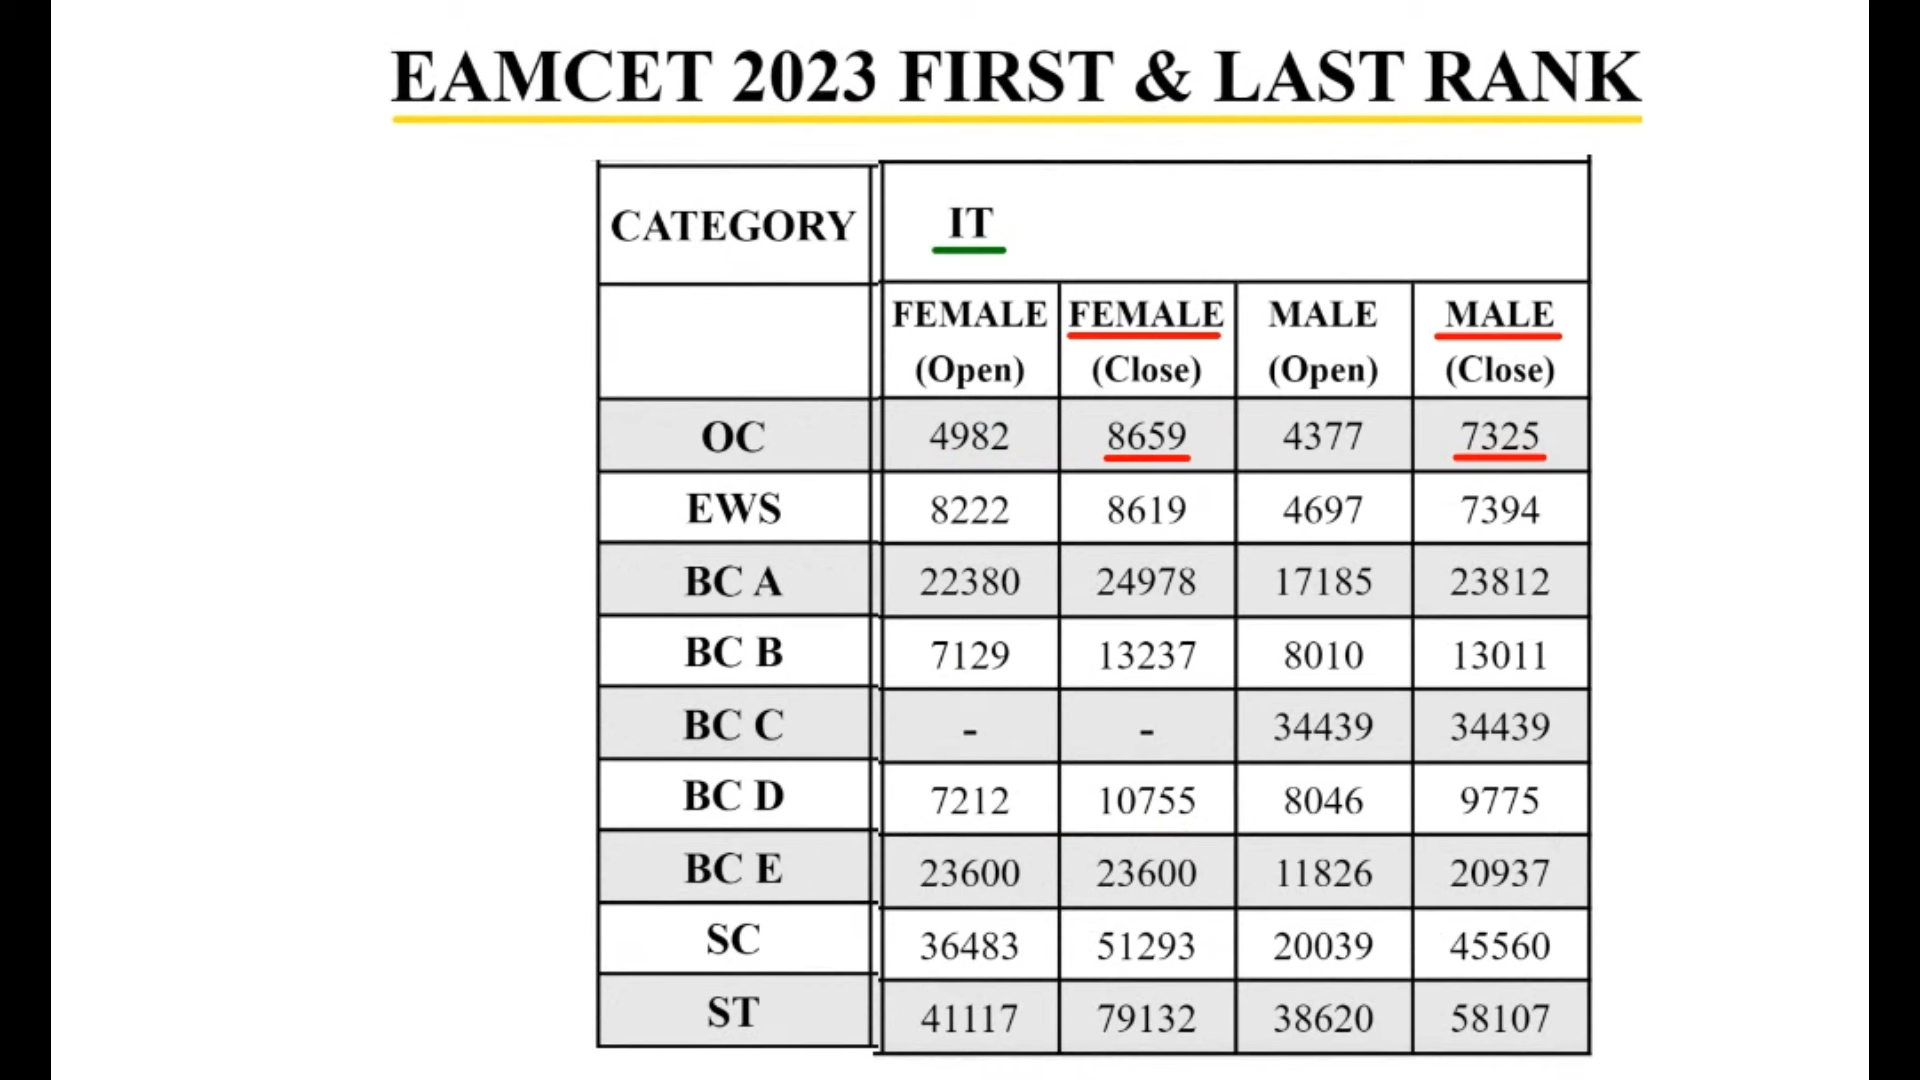 EAMCET 2023 FIRST & LAST RANK
CATEGORY IT
FEMALE (Open) FEMALE (Close) MALE (Open) MALE (Close)
OC 4982 8659 4377 7325
EWS 8222 8619 4697 7394
BC A 22380 24978 17185 23812
BC B 7129 13237 8010 13011
BC C - - 34439 34439
BC D 7212 10755 8046 9775
BC E 23600 23600 11826 20937
SC 36483 51293 20039 45560
ST 41117 79132 38620 58107